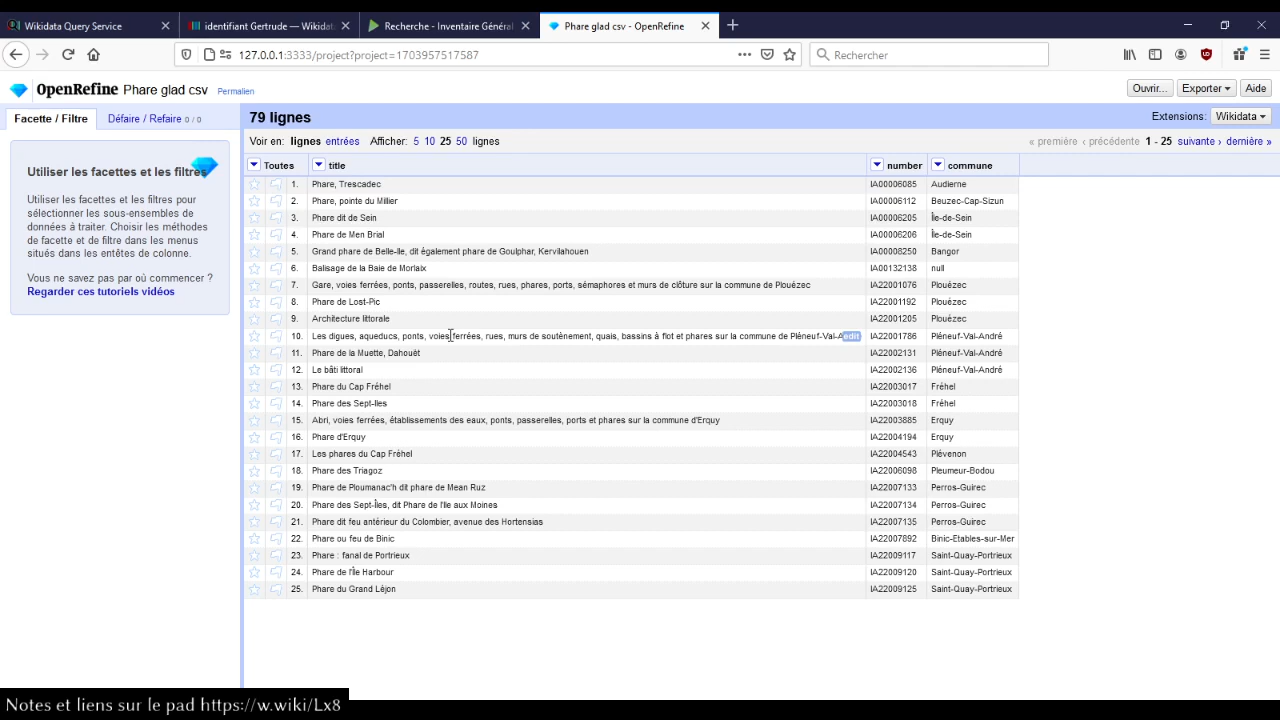 Wikidata Query Service
identifiant Gertrude — Wikidat
Recherche - Inventaire Général
Phare glad csv - OpenRefine
127.0.0.1:3333/project?project=1703957517587
Rechercher
OpenRefine Phare glad csv Permalien
Ouvrir... Exporter Aide
Facette / Filtre Défaire / Refaire 0 / 0
79 lignes
Extensions: Wikidata
Voir en: lignes entrées Afficher: 5 10 25 50 lignes
« première ‹ précédente 1 - 25 suivante › dernière »
Utiliser les facettes et les filtres
Utiliser les facettes et les filtres pour
sélectionner les sous-ensembles de
données à traiter. Choisir les méthodes
de facette et de filtre dans les menus
situés dans les entêtes de colonne.
Vous ne savez pas par où commencer ?
Regarder ces tutoriels vidéos
Toutes title number commune
1. Phare, Trescadec IA00006085 Audierne
2. Phare, pointe du Millier IA00006112 Beuzec-Cap-Sizun
3. Phare dit de Sein IA00006205 Île-de-Sein
4. Phare de Men Brial IA00006206 Île-de-Sein
5. Grand phare de Belle-Ile, dit également phare de Goulphar, Kervilahouen IA00008250 Bangor
6. Balisage de la Baie de Morlaix IA00132138 null
7. Gare, voies ferrées, ponts, passerelles, routes, rues, phares, ports, sémaphores et murs de clôture sur la commune de Plouézec IA22001076 Plouézec
8. Phare de Lost-Pic IA22001192 Plouézec
9. Architecture littorale IA22001205 Plouézec
10. Les digues, aqueducs, ponts, voies ferrées, rues, murs de soutènement, quais, bassins à flot et phares sur la commune de Pléneuf-Val-A edit IA22001786 Pléneuf-Val-André
11. Phare de la Muette, Dahouët IA22002131 Pléneuf-Val-André
12. Le bâti littoral IA22002136 Pléneuf-Val-André
13. Phare du Cap Fréhel IA22003017 Fréhel
14. Phare des Sept-Iles IA22003018 Fréhel
15. Abri, voies ferrées, établissements des eaux, ponts, passerelles, ports et phares sur la commune d'Erquy IA22003885 Erquy
16. Phare d'Erquy IA22004194 Erquy
17. Les phares du Cap Fréhel IA22004543 Plévenon
18. Phare des Triagoz IA22006098 Pleumeur-Bodou
19. Phare de Ploumanac'h dit phare de Mean Ruz IA22007133 Perros-Guirec
20. Phare des Sept-Îles, dit Phare de l'Ile aux Moines IA22007134 Perros-Guirec
21. Phare dit feu antérieur du Colombier, avenue des Hortensias IA22007135 Perros-Guirec
22. Phare ou feu de Binic IA22007892 Binic-Etables-sur-Mer
23. Phare : fanal de Portrieux IA22009117 Saint-Quay-Portrieux
24. Phare de l'Île Harbour IA22009120 Saint-Quay-Portrieux
25. Phare du Grand Léjon IA22009125 Saint-Quay-Portrieux
Notes et liens sur le pad https://w.wiki/Lx8